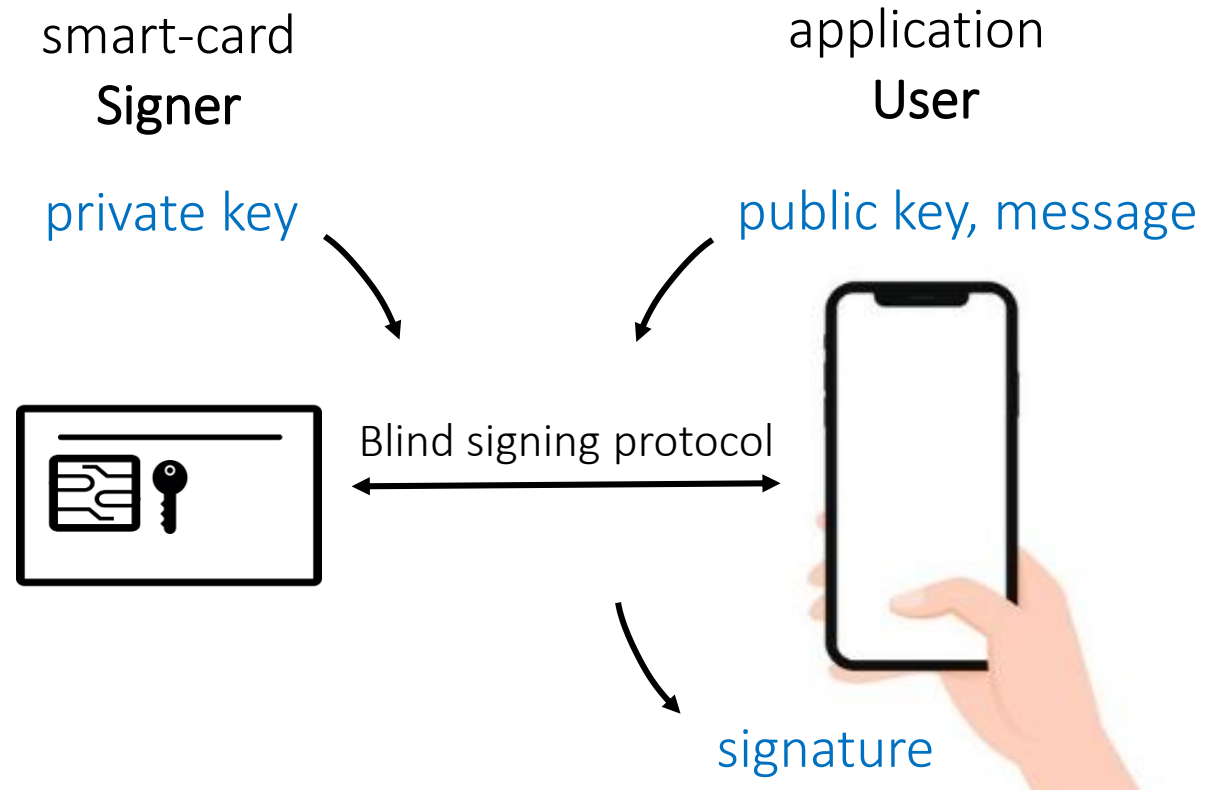 smart-card
Signer
application
User
private key
public key, message
Blind signing protocol
signature